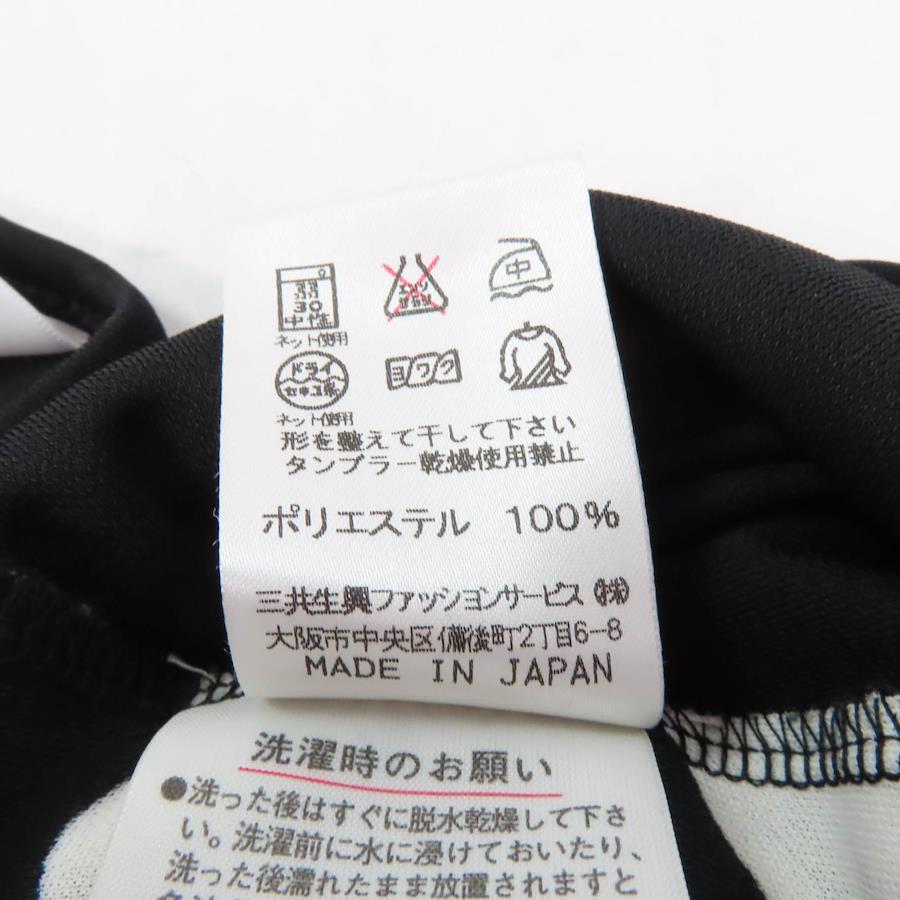 弱
30
中性
エンソ
サラシ
中
ネット使用
ドライ
セキユ系
ヨワク
ネット使用
形を整えて干して下さい
タンブラー乾燥使用禁止
ポリエステル 100%
三共生興ファッションサービス(株)
大阪市中央区備後町2丁目6-8
MADE IN JAPAN
洗濯時のお願い
●洗った後はすぐに脱水乾燥して下さ
い。洗濯前に水に浸けておいたり、
洗った後濡れたまま放置されますと